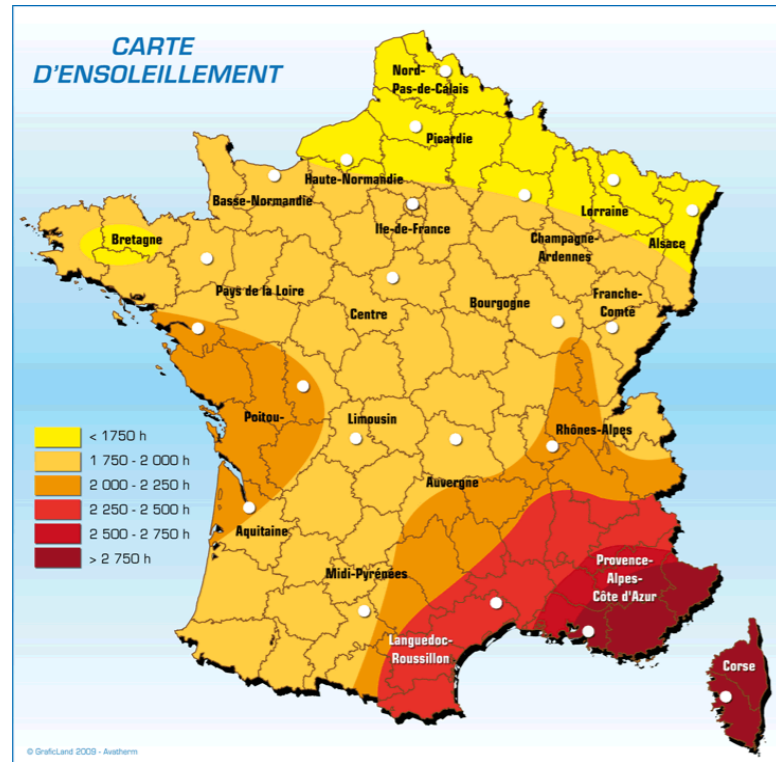 CARTE
D'ENSOLEILLEMENT
Nord-
Pas-de-Calais
Picardie
Haute-Normandie
Basse-Normandie
Ile-de-France
Lorraine
Champagne-
Ardennes
Alsace
Bretagne
Pays de la Loire
Centre
Bourgogne
Franche-
Comté
Poitou-
Limousin
Rhônes-Alpes
Auvergne
< 1750 h
1 750 - 2 000 h
2 000 - 2 250 h
2 250 - 2 500 h
2 500 - 2 750 h
> 2 750 h
Aquitaine
Midi-Pyrénées
Provence-
Alpes-
Côte d'Azur
Languedoc-
Roussillon
Corse
© GraficLand 2009 - Avatherm